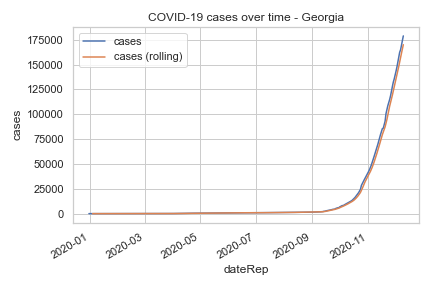 COVID-19 cases over time - Georgia
cases
cases (rolling)
175000
150000
125000
100000
75000
50000
25000
0
cases
2020-01
2020-03
2020-05
2020-07
2020-09
2020-11
dateRep